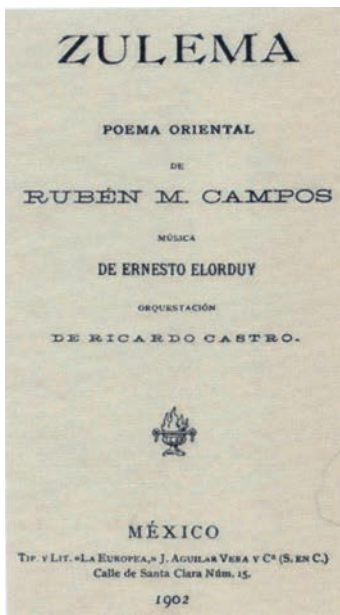 ZULEMA
POEMA ORIENTAL
DE
RUBÉN M. CAMPOS
MÚSICA
DE ERNESTO ELORDUY
ORQUESTACIÓN
DE RICARDO CASTRO.
MÉXICO
TIP. Y LIT. «LA EUROPEA,» J. AGUILAR VERA Y Cª (S. EN C.)
Calle de Santa Clara Núm. 15.
1902